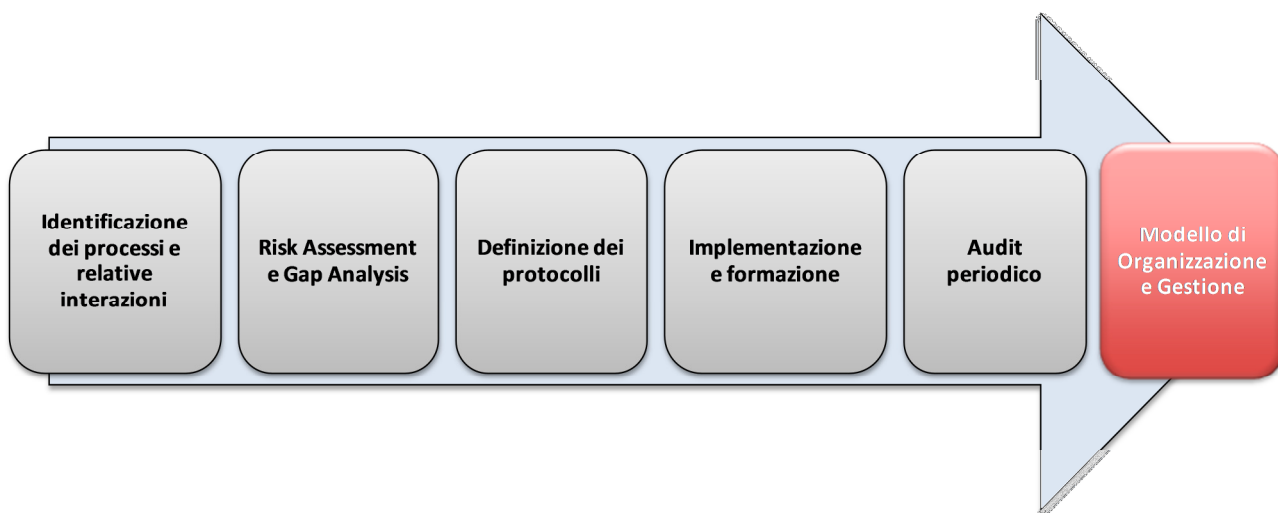 Identificazione
dei processi e
relative
interazioni
Risk Assessment
e Gap Analysis
Definizione dei
protocolli
Implementazione
e formazione
Audit
periodico
Modello di
Organizzazione
e Gestione